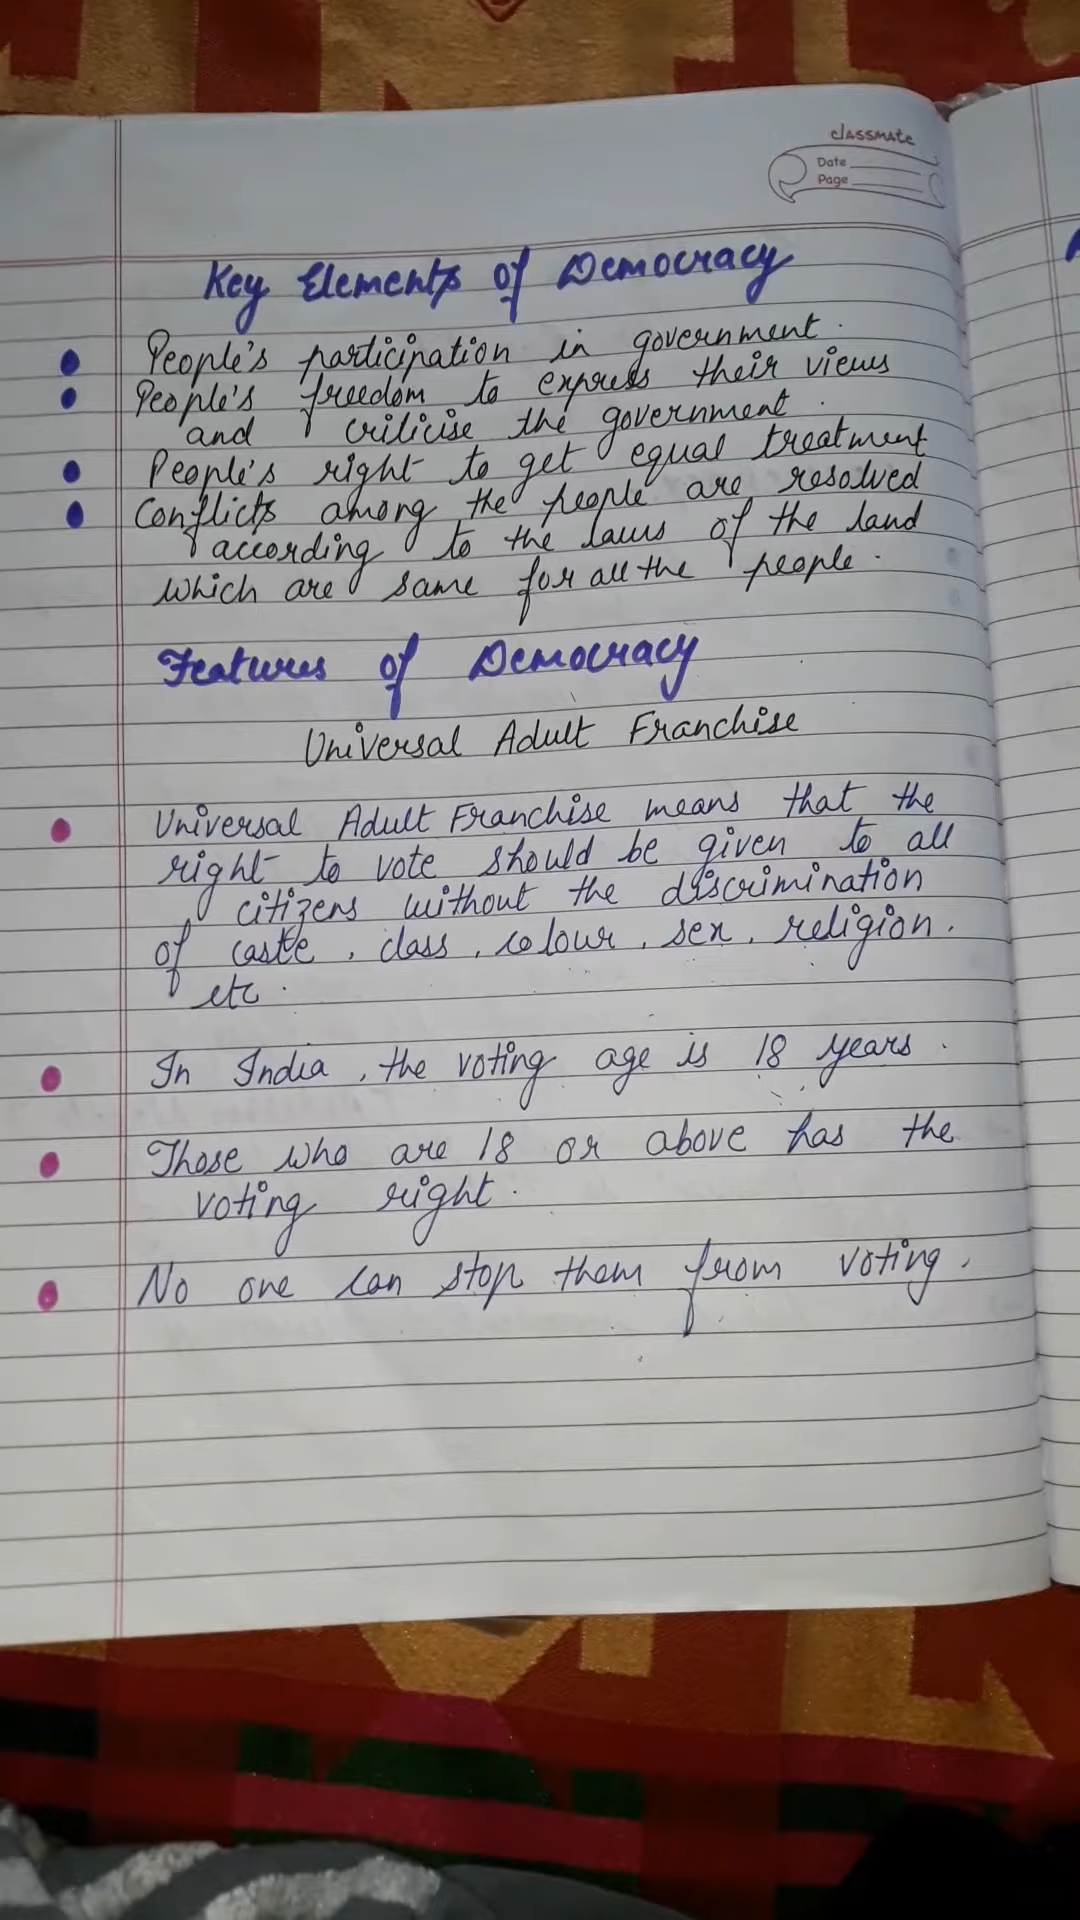 classmate
Date
Page
Key Elements of Democracy
People's participation in government.
People's freedom to express their views
and criticise the government.
People's right to get equal treatment
Conflicts among the people are resolved
according to the laws of the land
which are same for all the people.
Features of Democracy
Universal Adult Franchise
Universal Adult Franchise means that the
right to vote should be given to all
citizens without the discrimination
of caste, class, colour, sex, religion.
etc.
In India, the voting age is 18 years.
Those who are 18 or above has the
voting right.
No one can stop them from voting.